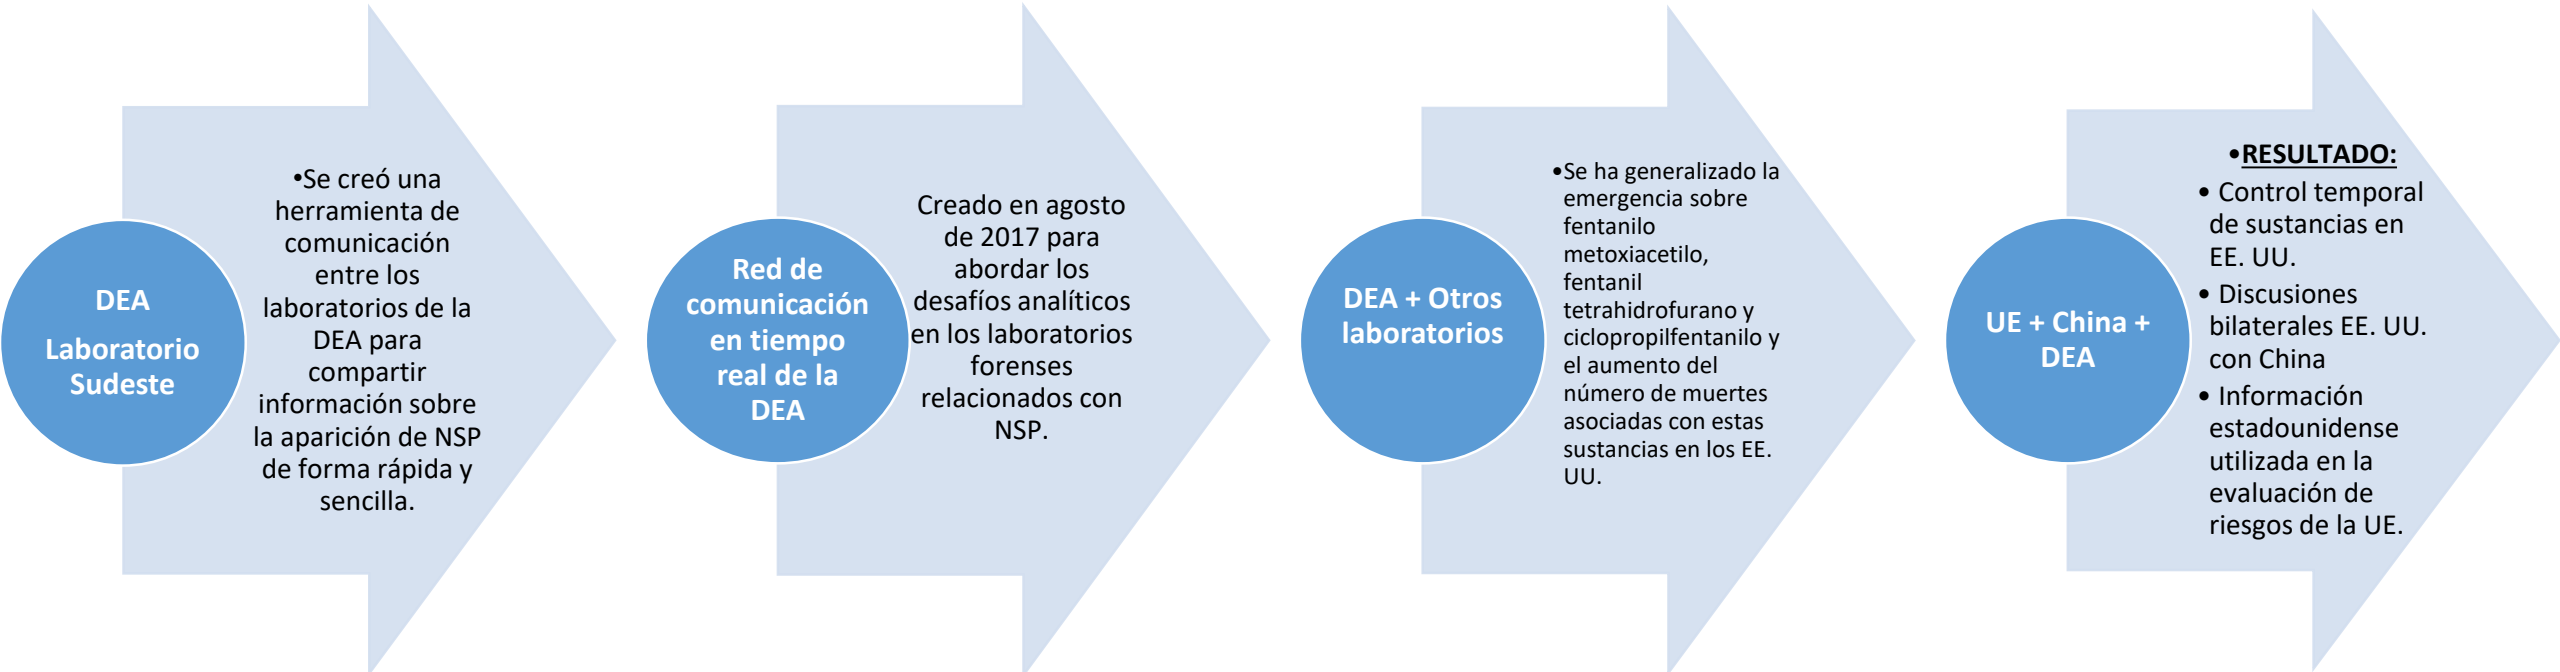 DEA
Laboratorio
Sudeste
•Se creó una
herramienta de
comunicación
entre los
laboratorios de la
DEA para
compartir
información sobre
la aparición de NSP
de forma rápida y
sencilla.
Red de
comunicación
en tiempo
real de la
DEA
Creado en agosto
de 2017 para
abordar los
desafíos analíticos
en los laboratorios
forenses
relacionados con
NSP.
DEA + Otros
laboratorios
•Se ha generalizado la
emergencia sobre
fentanilo
metoxiacetilo,
fentanil
tetrahidrofurano y
ciclopropilfentanilo y
el aumento del
número de muertes
asociadas con estas
sustancias en los EE.
UU.
UE + China +
DEA
•RESULTADO:
• Control temporal
de sustancias en
EE. UU.
• Discusiones
bilaterales EE. UU.
con China
• Información
estadounidense
utilizada en la
evaluación de
riesgos de la UE.